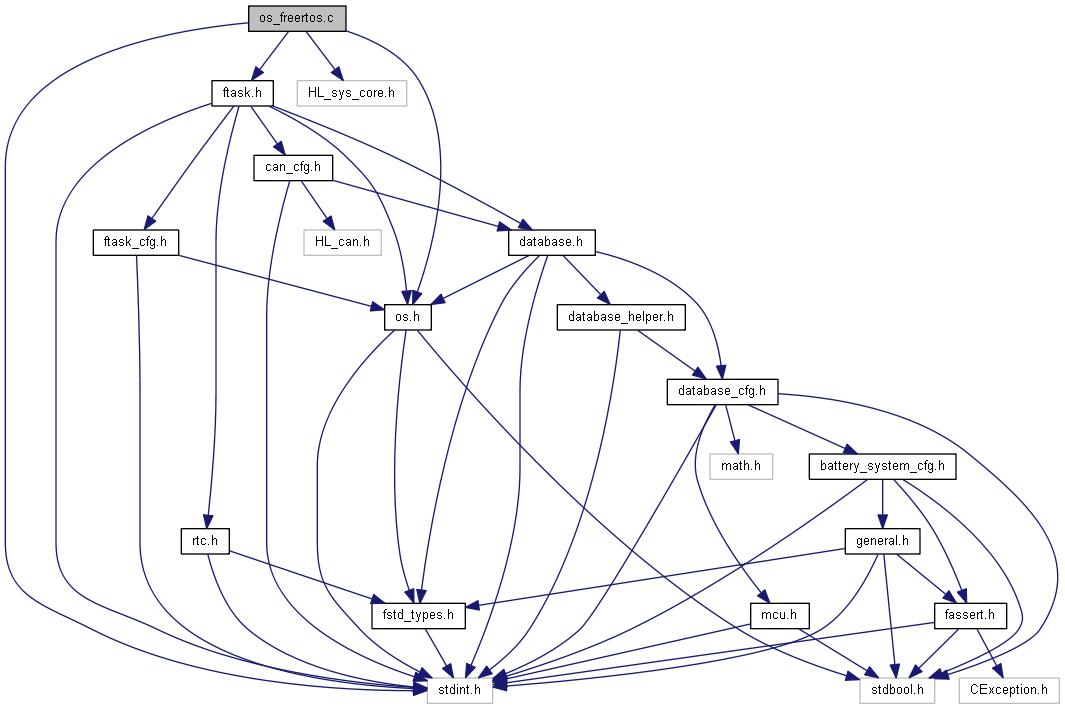 os_freertos.c
ftask.h
HL_sys_core.h
can_cfg.h
ftask_cfg.h
HL_can.h
database.h
os.h
database_helper.h
database_cfg.h
math.h
battery_system_cfg.h
rtc.h
general.h
fstd_types.h
mcu.h
fassert.h
stdint.h
stdbool.h
CException.h